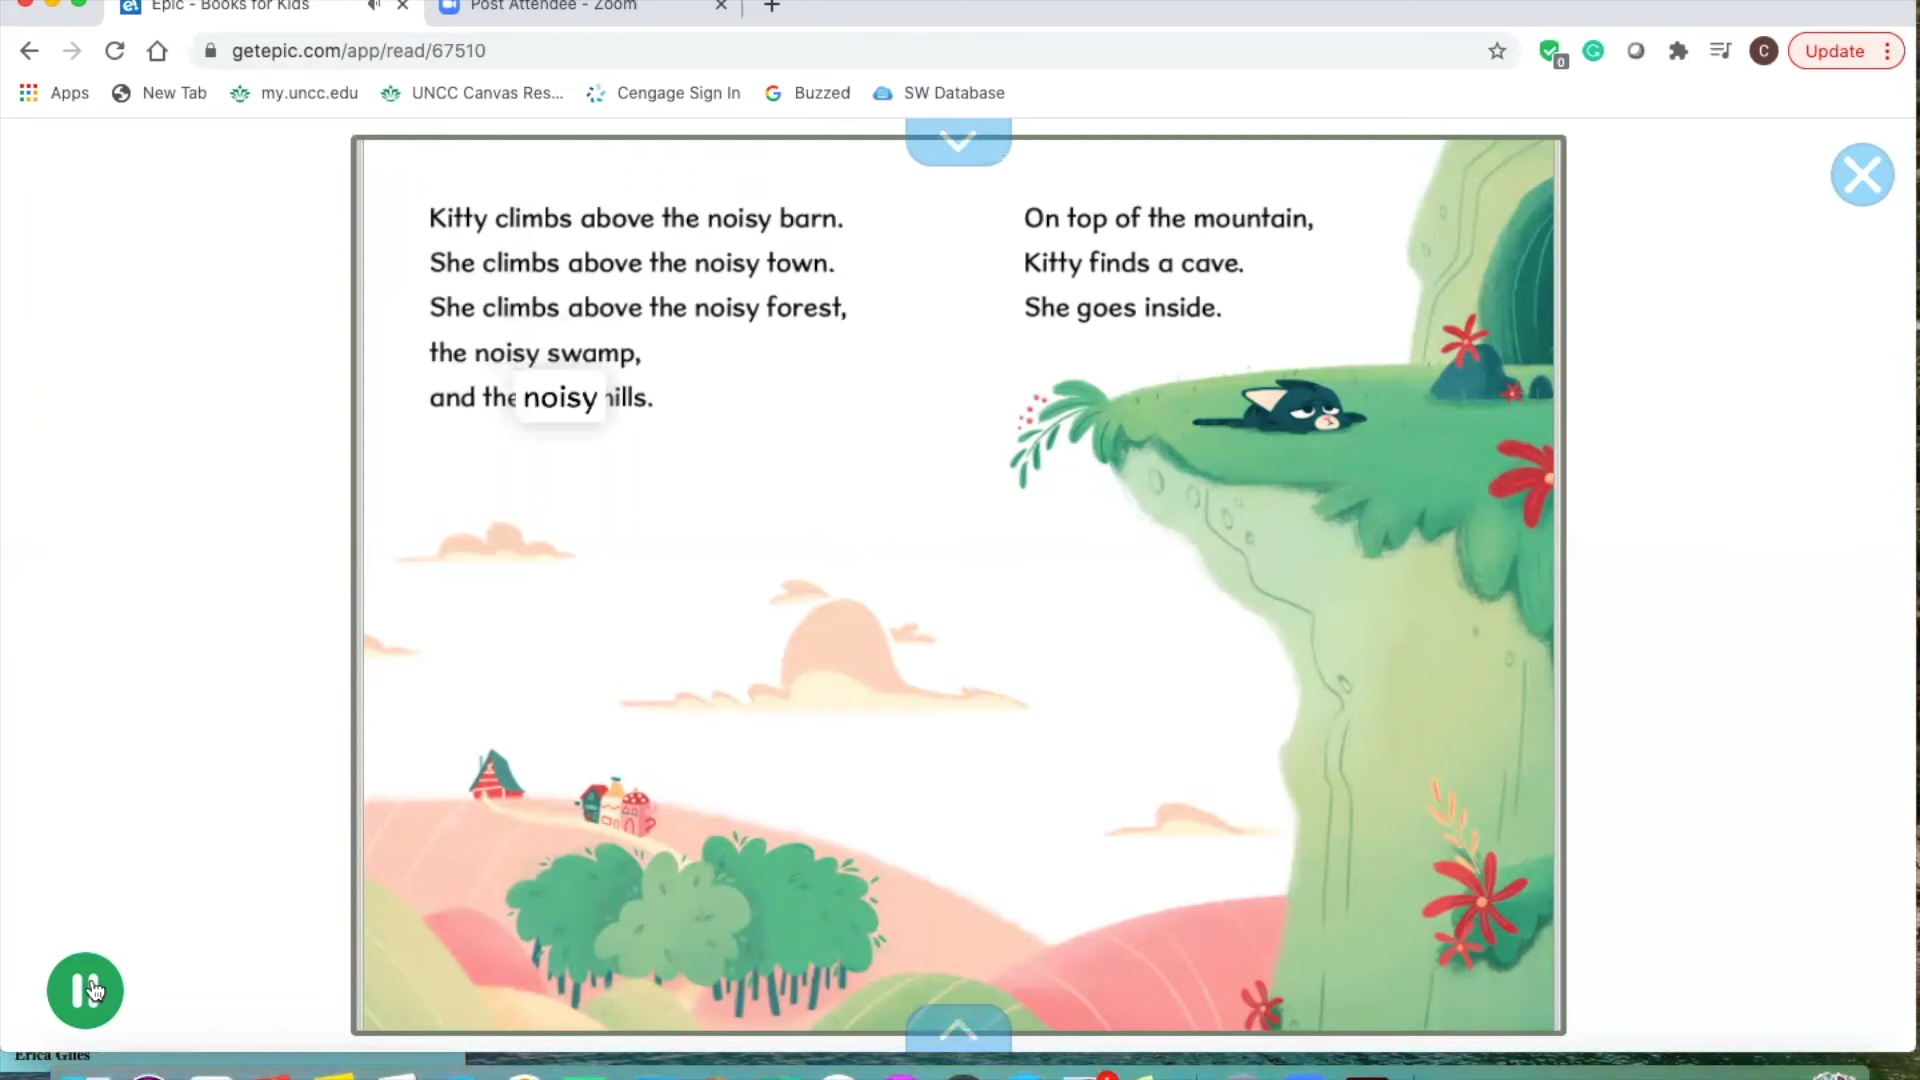 Epic - Books for Kids
Post Attendee - Zoom
getepic.com/app/read/67510
0
C
Update
Apps
New Tab
my.uncc.edu
UNCC Canvas Res...
Cengage Sign In
Buzzed
SW Database
Kitty climbs above the noisy barn.
She climbs above the noisy town.
She climbs above the noisy forest,
the noisy swamp,
and the noisy hills.
On top of the mountain,
Kitty finds a cave.
She goes inside.
Erica Giles